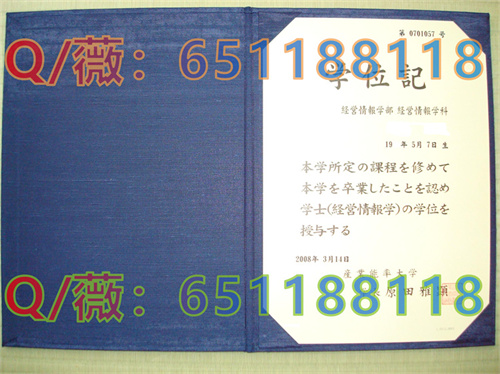 第 0701057 号
Q/薇：651188118
学位記
経営情報学部 経営情報学科
19 年 5月 7日 生
本学所定の課程を修めて
本学を卒業したことを認め
学士(経営情報学)の学位を
授与する
2008年 3月14日
産業能率大学
原田雅顕
Q/薇：651188118